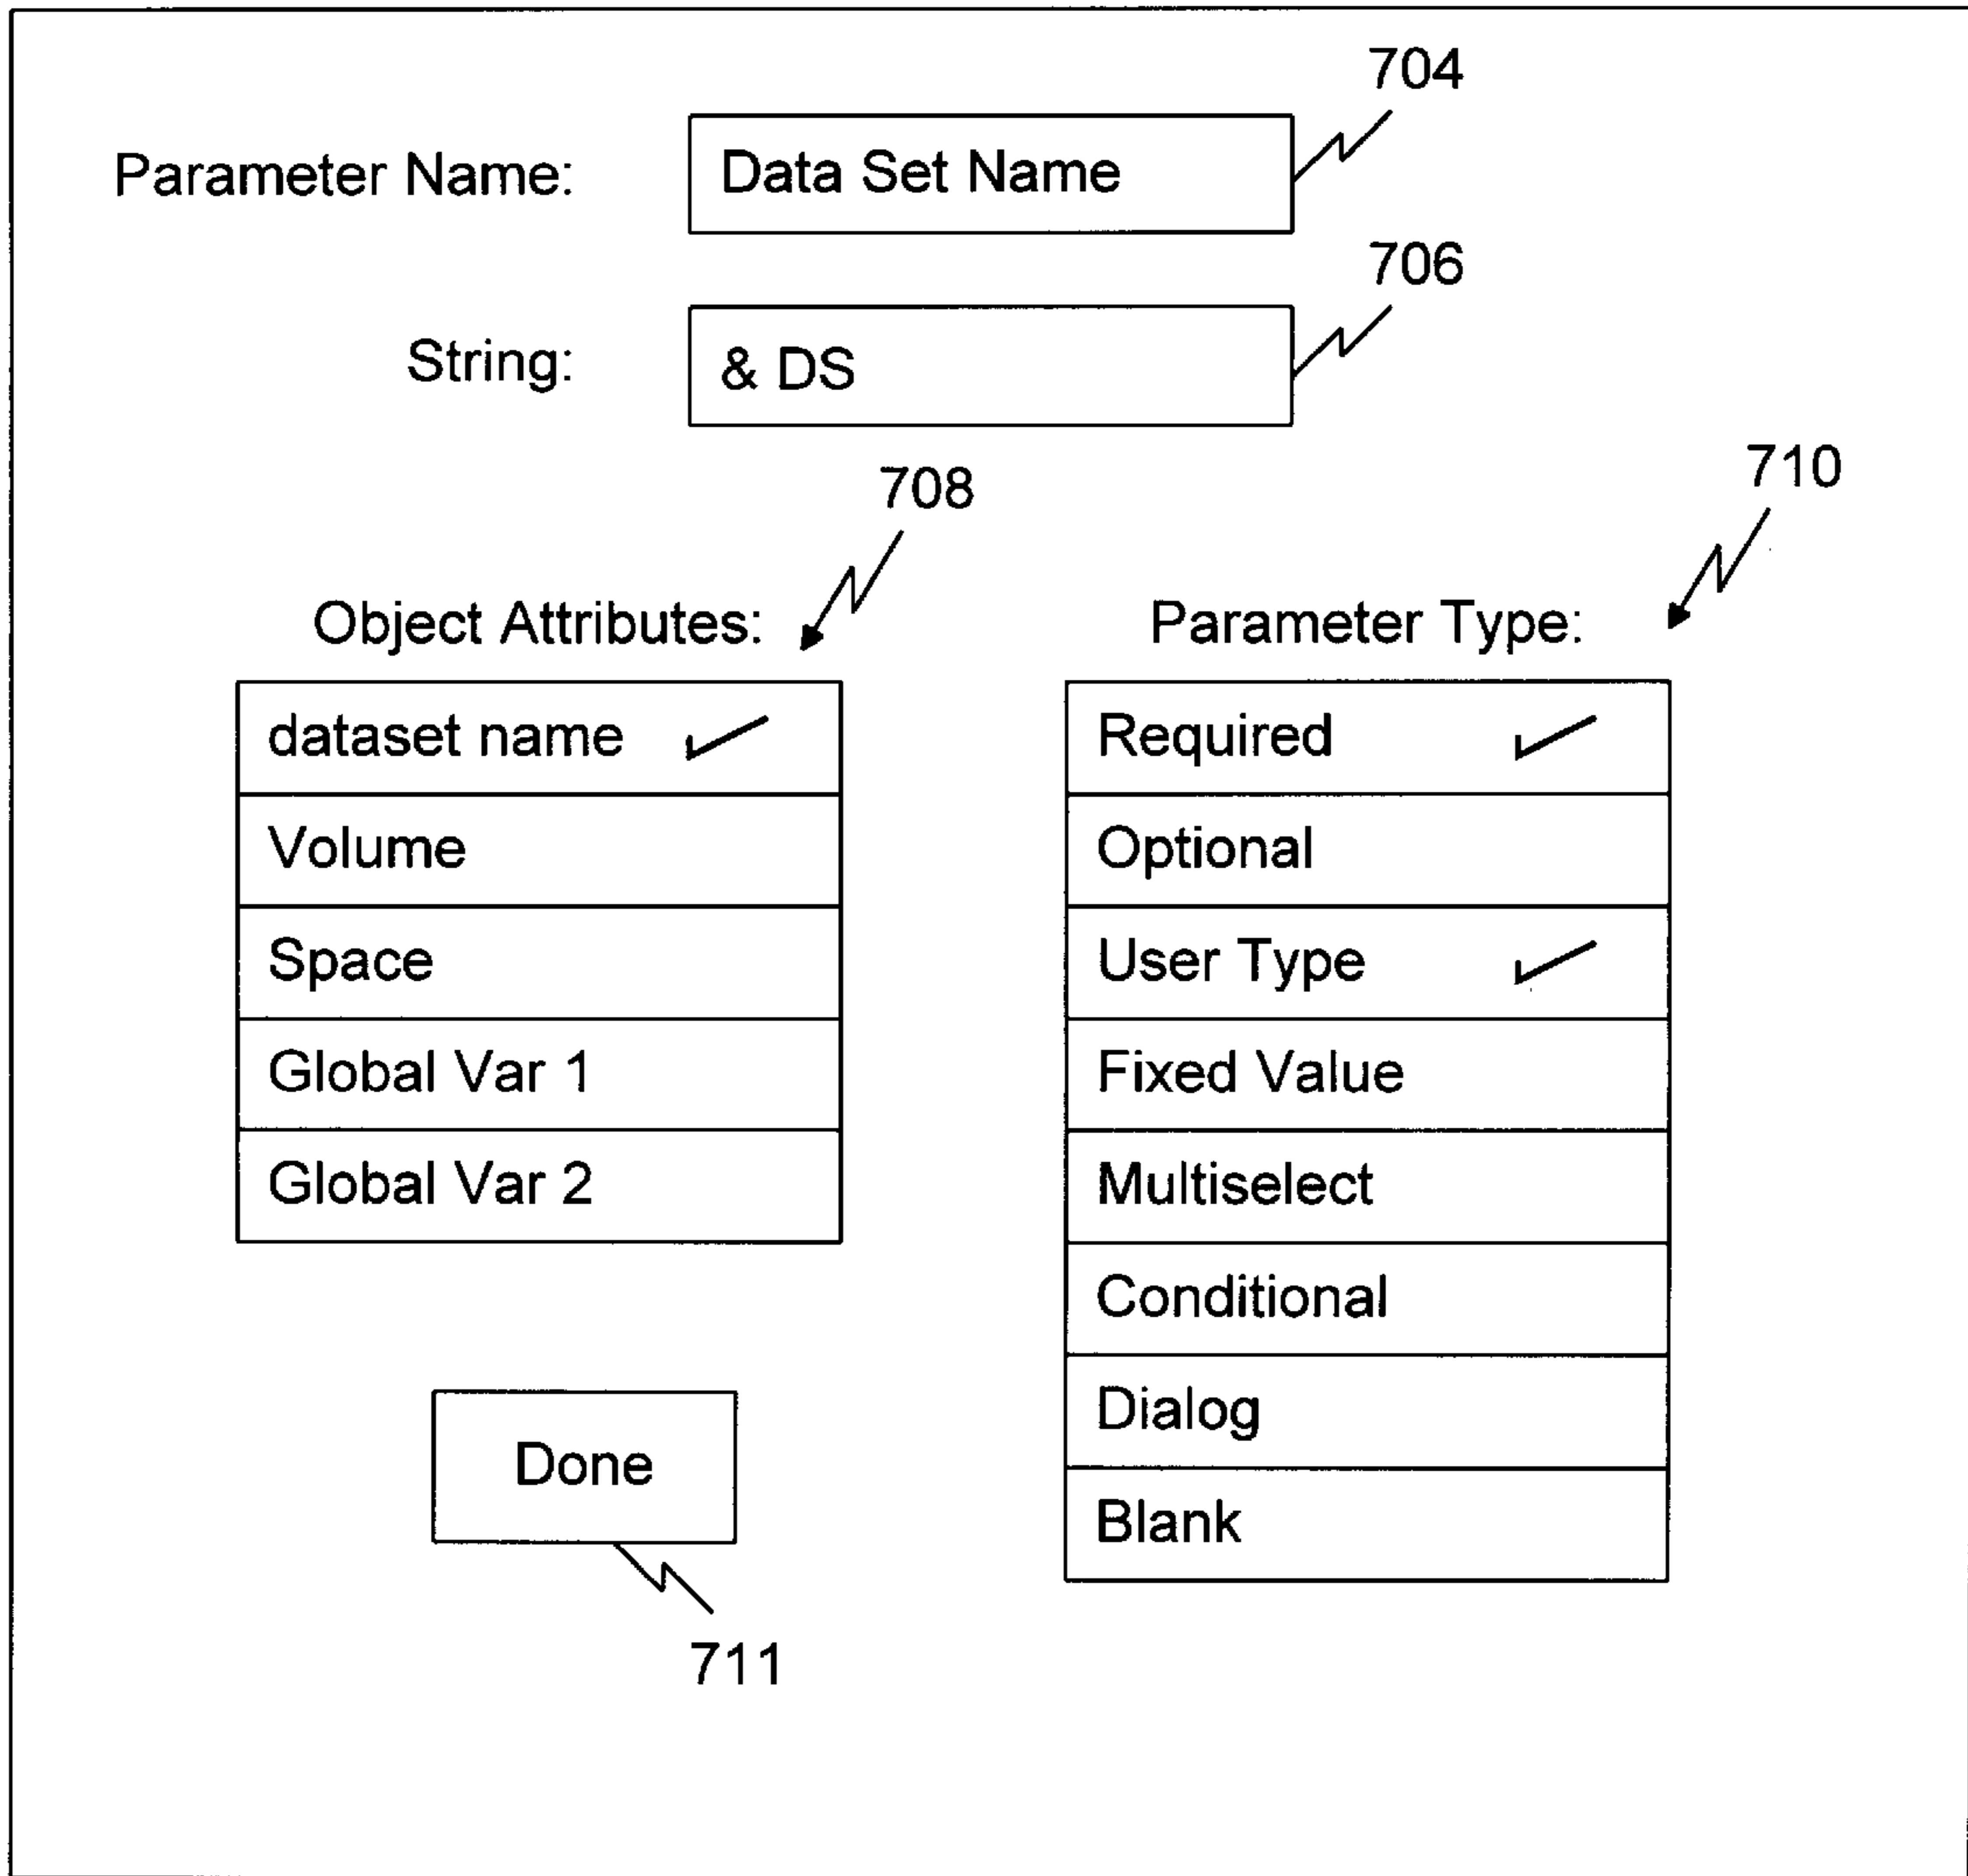 704
Parameter Name: Data Set Name
706
String: & DS
708
710
Object Attributes:
dataset name
Volume
Space
Global Var 1
Global Var 2
Parameter Type:
Required
Optional
User Type
Fixed Value
Multiselect
Conditional
Dialog
Blank
Done
711